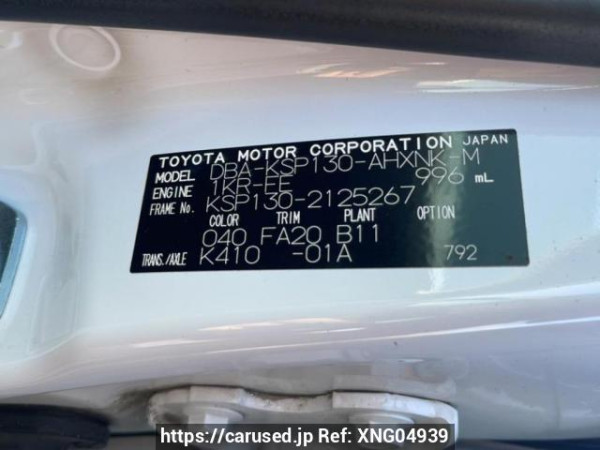 TOYOTA MOTOR CORPORATION JAPAN
MODEL DBA-KSP130-AHXNK-M
ENGINE 1KR-FE 996 mL
FRAME No. KSP130-2125267
COLOR TRIM PLANT OPTION
040 FA20 B11
TRANS./AXLE K410 -01A 792
https://carused.jp Ref: XNG04939